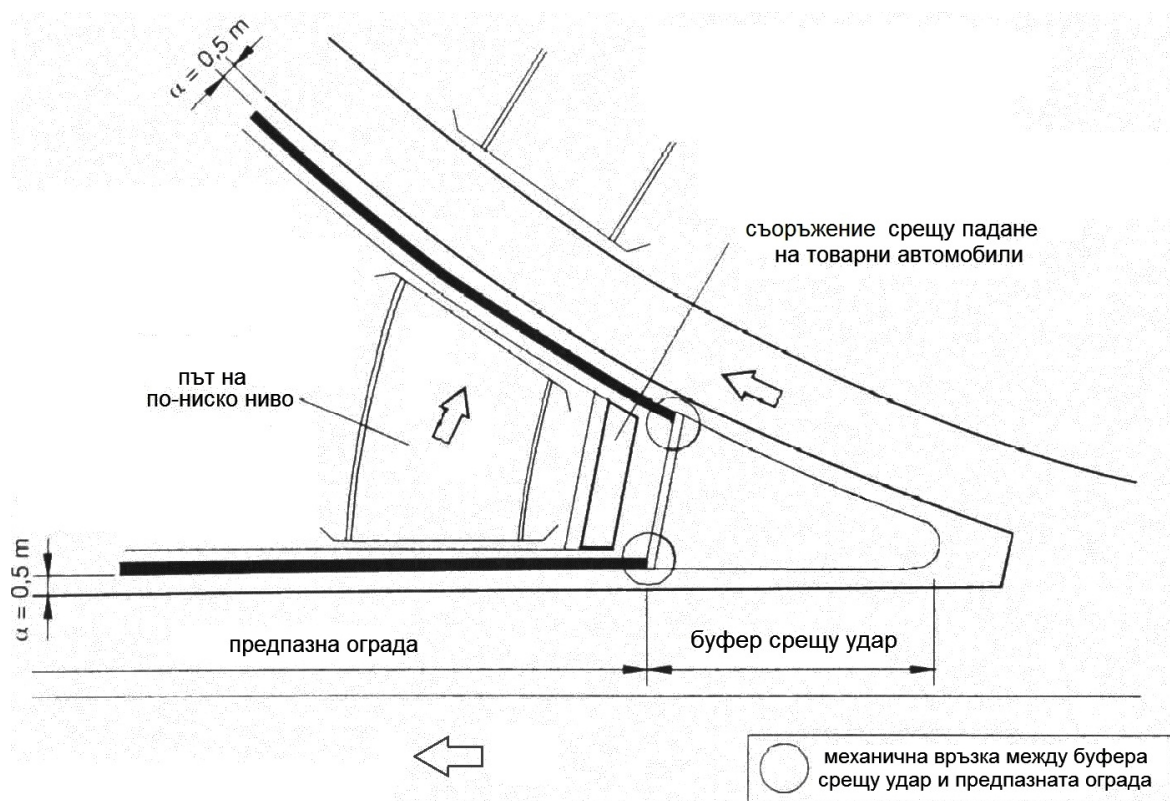 α = 0,5 m
съоръжение срещу падане
на товарни автомобили
път на
по-ниско ниво
α = 0,5 m
предпазна ограда
буфер срещу удар
механична връзка между буфера
срещу удар и предпазната ограда